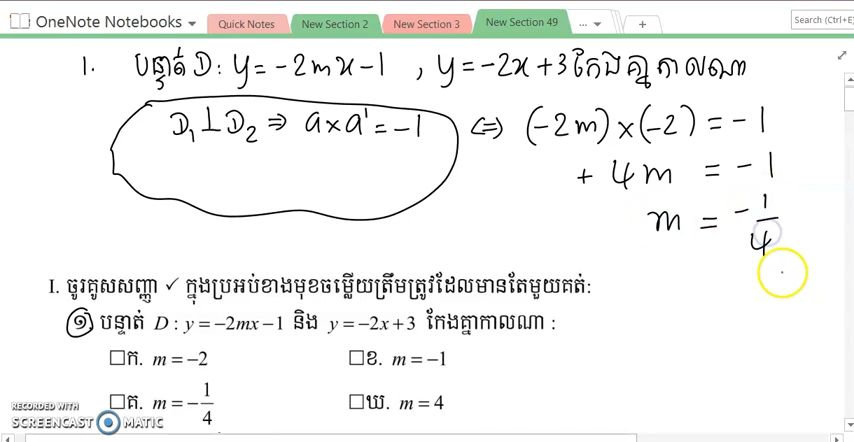 OneNote Notebooks
Quick Notes
New Section 2
New Section 3
New Section 49
...
Search (Ctrl+E)
1. បន្ទាត់ D : y = -2mx - 1 , y = -2x + 3 កែងគ្នាកាលណា
D₁ ⊥ D₂ ⇒ a × a' = -1 ⇔ (-2m) × (-2) = -1
+ 4m = -1
m = -1/4
I. ចូរគូសសញ្ញា ✓ ក្នុងប្រអប់ខាងមុខចម្លើយត្រឹមត្រូវដែលមានតែមួយគត់:
១ បន្ទាត់ D : y = -2mx - 1 និង y = -2x + 3 កែងគ្នាកាលណា :
□ ក. m = -2 □ ខ. m = -1
□ គ. m = -1/4 □ ឃ. m = 4
RECORDED WITH
SCREENCAST MATIC